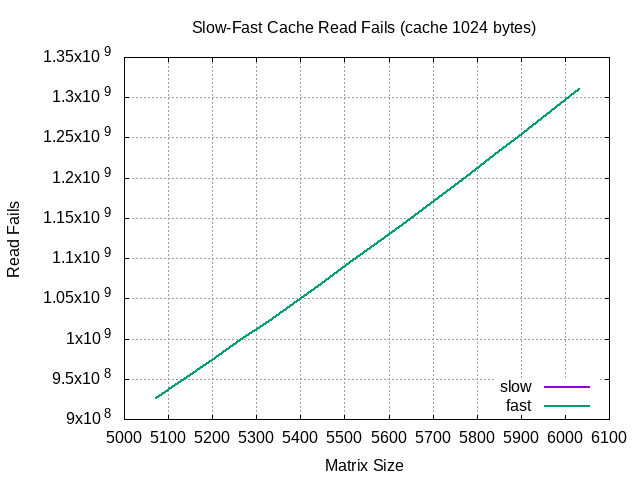 Slow-Fast Cache Read Fails (cache 1024 bytes)
1.35x10^9
1.3x10^9
1.25x10^9
1.2x10^9
1.15x10^9
1.1x10^9
1.05x10^9
1x10^9
9.5x10^8
9x10^8
Read Fails
slow
fast
5000 5100 5200 5300 5400 5500 5600 5700 5800 5900 6000 6100
Matrix Size